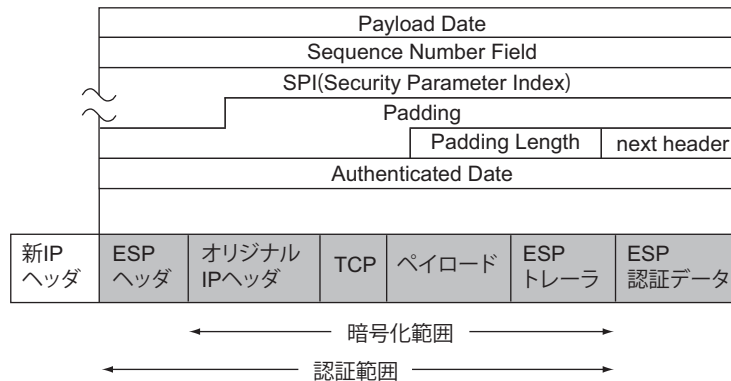 Payload Date
Sequence Number Field
SPI(Security Parameter Index)
Padding
Padding Length
next header
Authenticated Date
新IP
ヘッダ
ESP
ヘッダ
オリジナル
IPヘッダ
TCP
ペイロード
ESP
トレーラ
ESP
認証データ
暗号化範囲
認証範囲